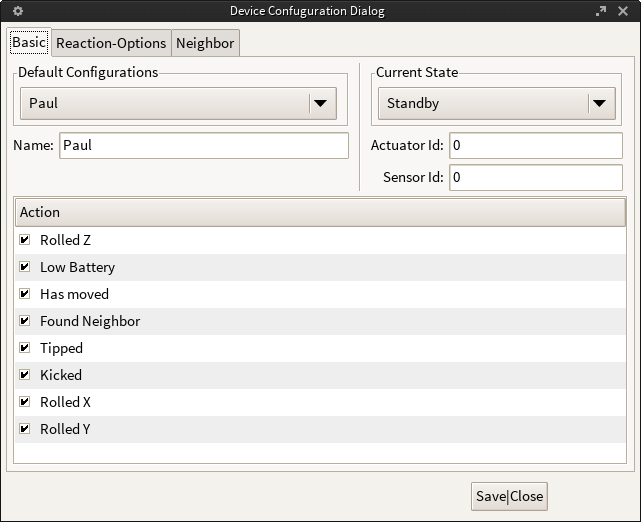 Device Confuguration Dialog
Basic Reaction-Options Neighbor
Default Configurations
Paul
Name: Paul
Current State
Standby
Actuator Id: 0
Sensor Id: 0
Action
Rolled Z
Low Battery
Has moved
Found Neighbor
Tipped
Kicked
Rolled X
Rolled Y
Save|Close